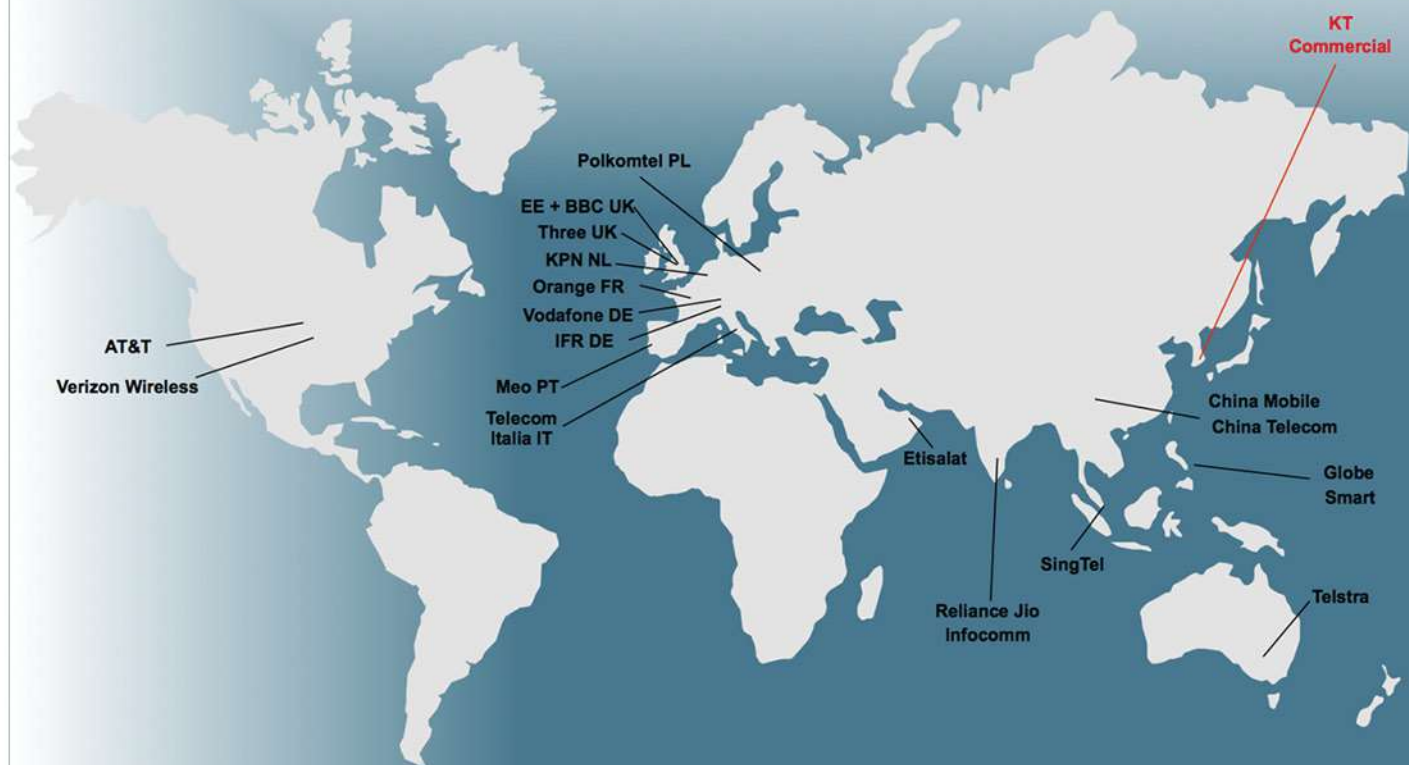 KT
Commercial
Polkomtel PL
EE + BBC UK
Three UK
KPN NL
Orange FR
Vodafone DE
IFR DE
Meo PT
Telecom
Italia IT
AT&T
Verizon Wireless
Etisalat
China Mobile
China Telecom
Globe
Smart
SingTel
Reliance Jio
Infocomm
Telstra